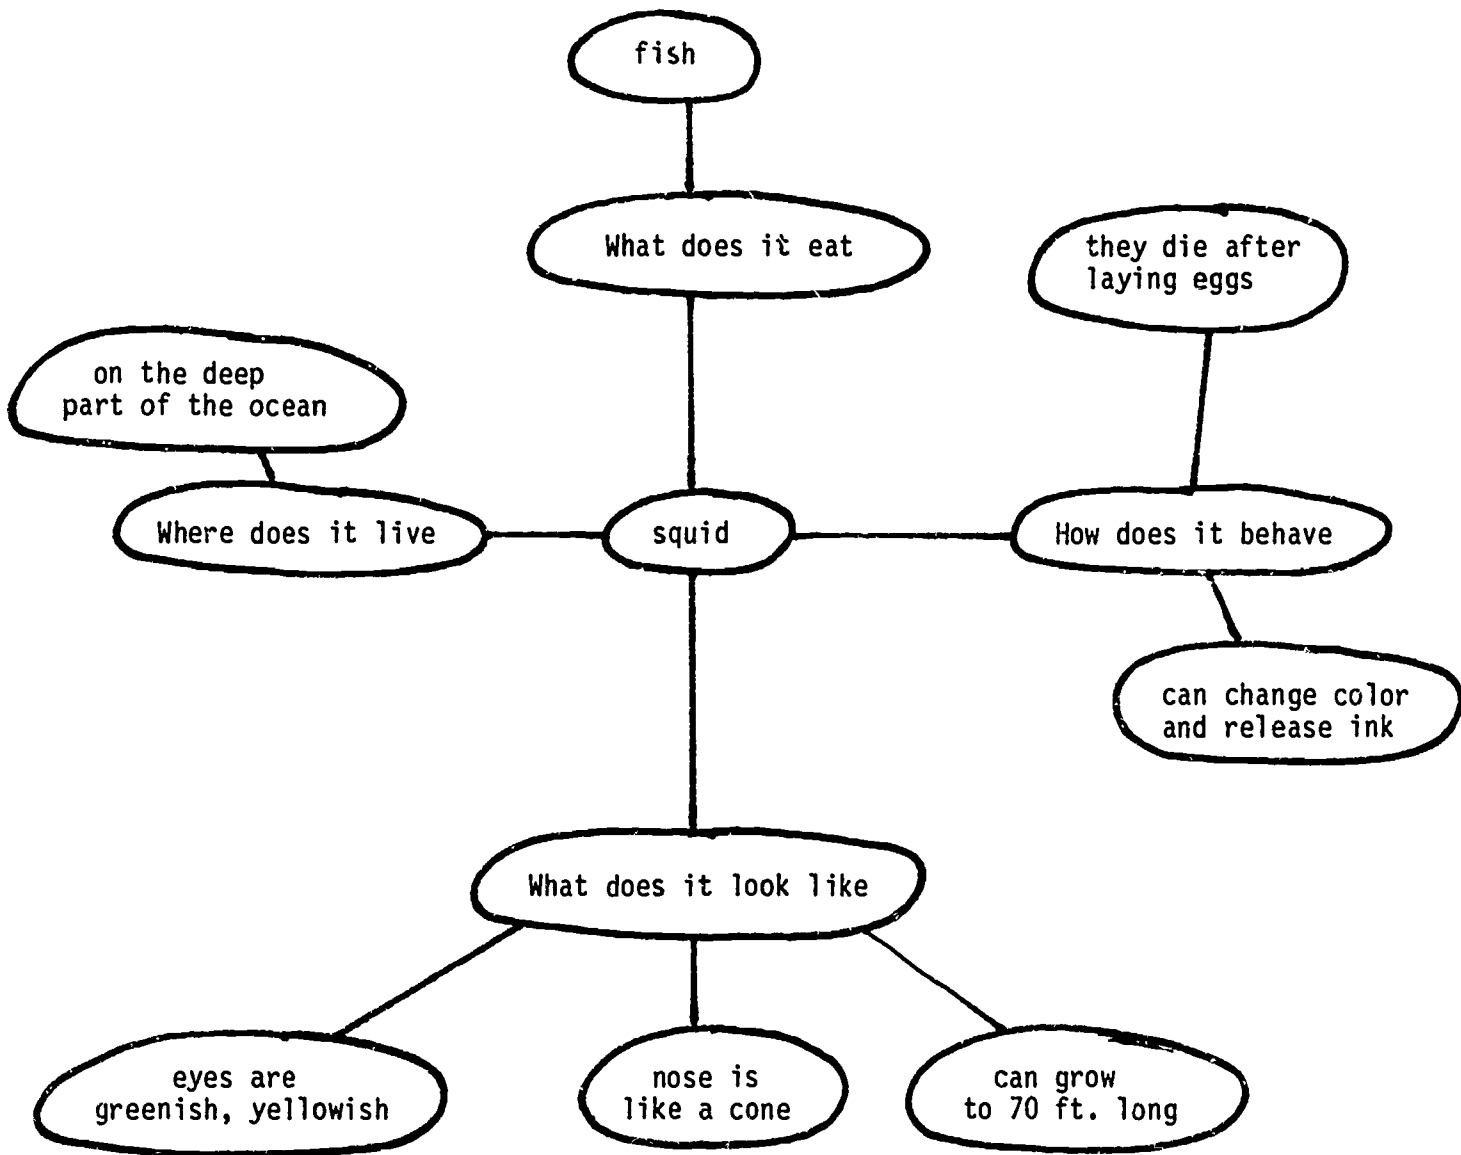 fish
What does it eat
they die after
laying eggs
on the deep
part of the ocean
Where does it live
squid
How does it behave
can change color
and release ink
What does it look like
eyes are
greenish, yellowish
nose is
like a cone
can grow
to 70 ft. long